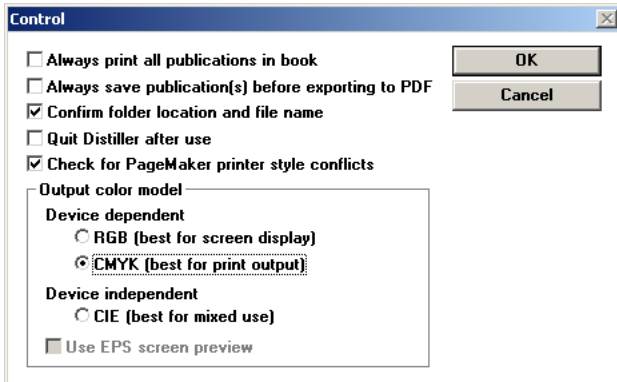 Control
Always print all publications in book
OK
Always save publication(s) before exporting to PDF
Cancel
Confirm folder location and file name
Quit Distiller after use
Check for PageMaker printer style conflicts
Output color model
Device dependent
RGB (best for screen display)
CMYK (best for print output)
Device independent
CIE (best for mixed use)
Use EPS screen preview